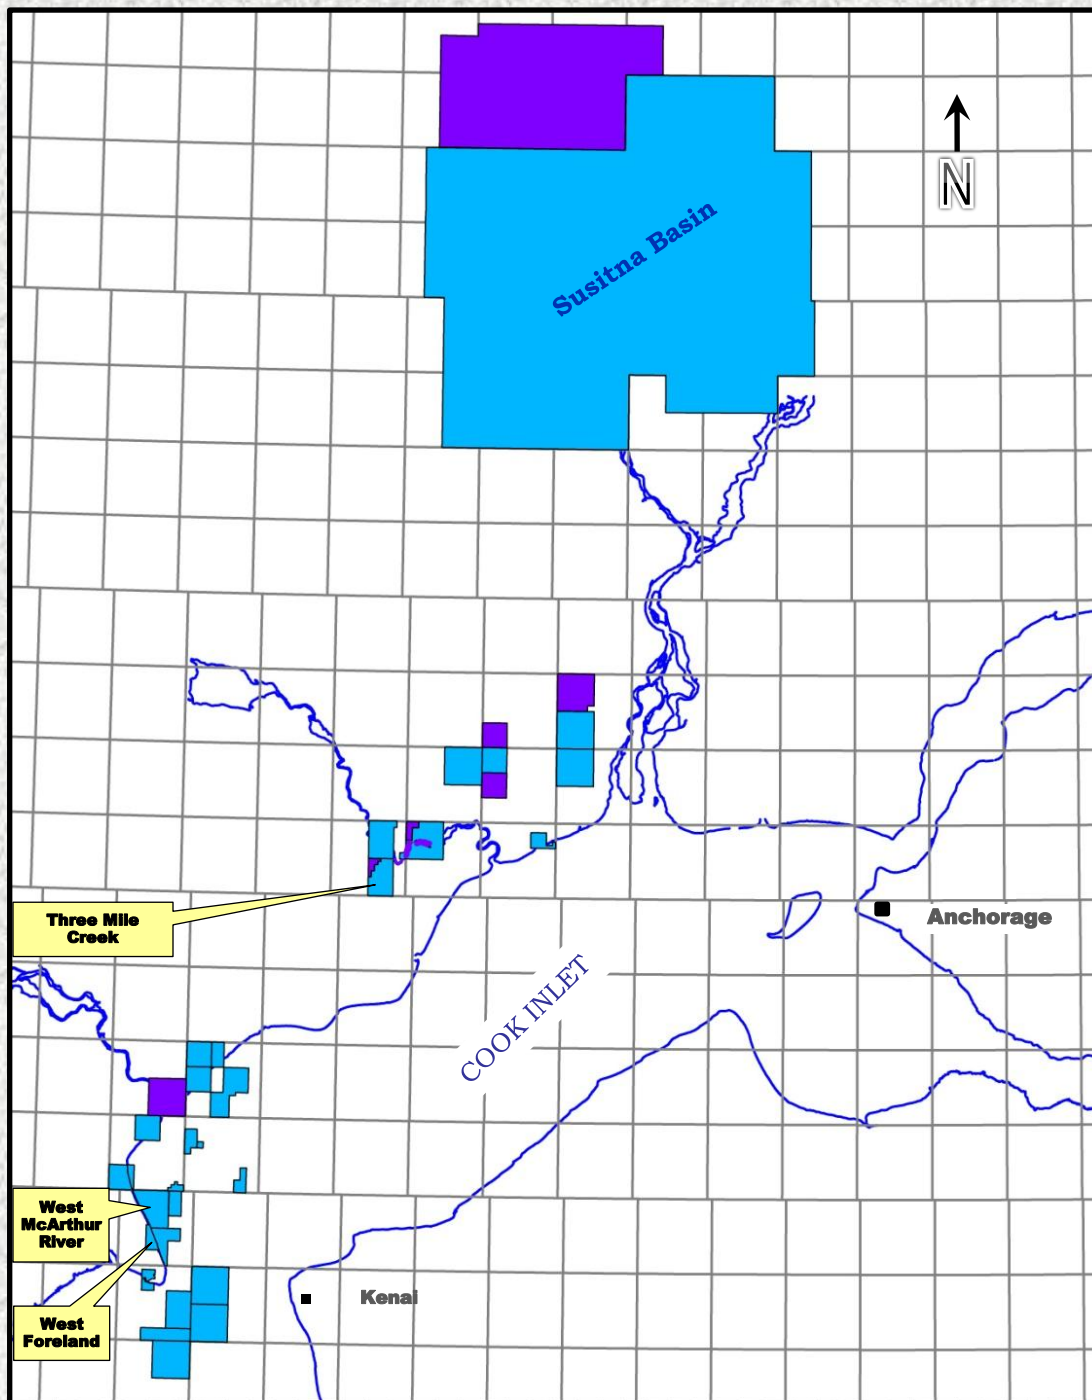 N
Susitna Basin
Three Mile
Creek
Anchorage
COOK INLET
West
McArthur
River
Kenai
West
Foreland